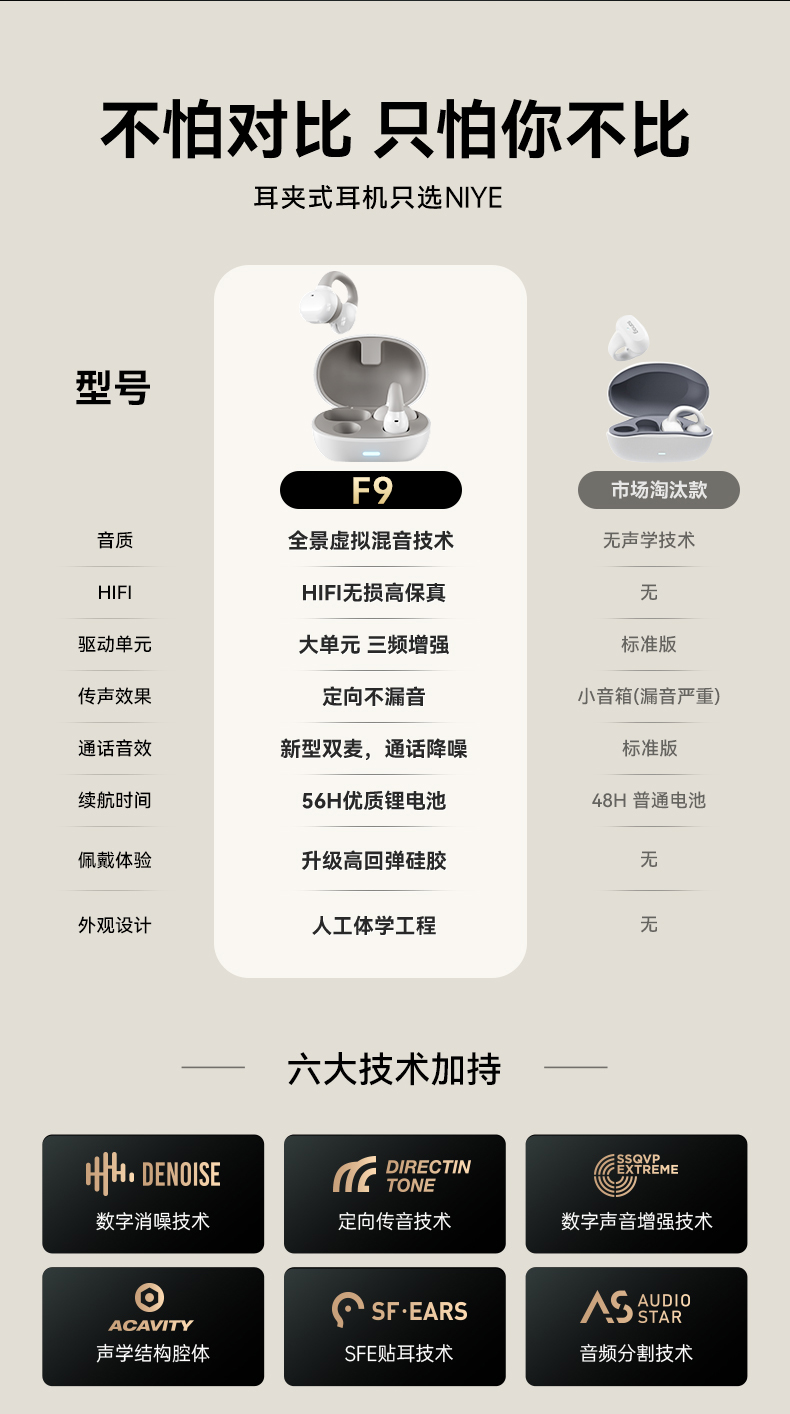 不怕对比 只怕你不比
耳夹式耳机只选NIYE
型号
F9
市场淘汰款
音质
全景虚拟混音技术
无声学技术
HIFI
HIFI无损高保真
无
驱动单元
大单元 三频增强
标准版
传声效果
定向不漏音
小音箱(漏音严重)
通话音效
新型双麦，通话降噪
标准版
续航时间
56H优质锂电池
48H 普通电池
佩戴体验
升级高回弹硅胶
无
外观设计
人工体学工程
无
六大技术加持
DENOISE
数字消噪技术
DIRECTIN
TONE
定向传音技术
SSQVP
EXTREME
数字声音增强技术
ACAVITY
声学结构腔体
SF·EARS
SFE贴耳技术
AS AUDIO
STAR
音频分割技术